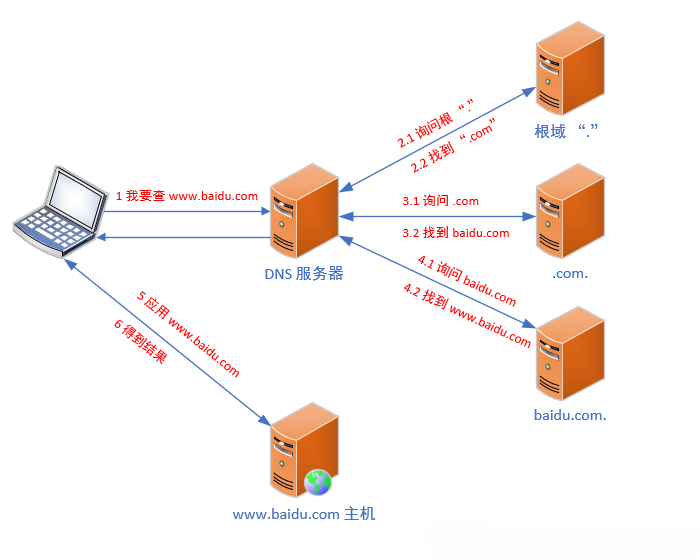 根域 “.”
2.1 询问根 “.”
2.2 找到 “.com”
1 我要查 www.baidu.com
3.1 询问 .com
3.2 找到 baidu.com
DNS 服务器
.com.
4.1 询问 baidu.com
4.2 找到 www.baidu.com
5 应用 www.baidu.com
6 得到结果
baidu.com.
www.baidu.com 主机